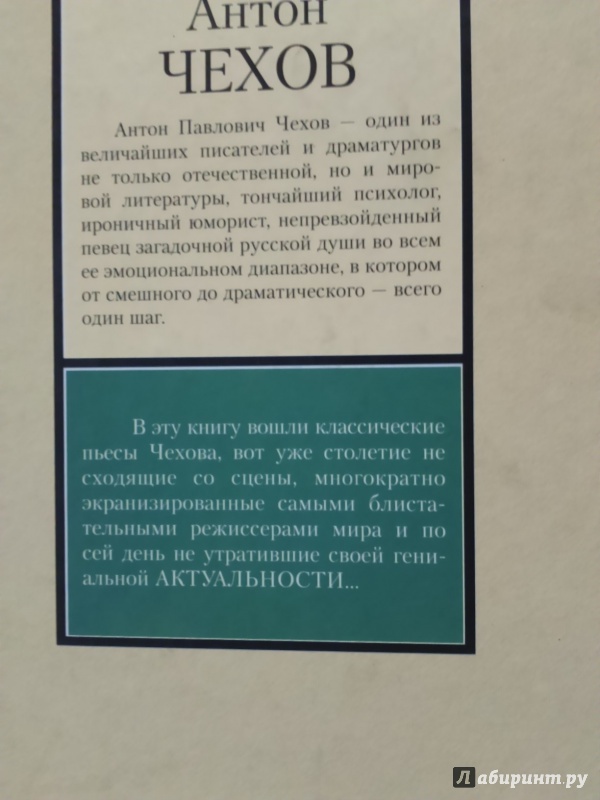 Антон
ЧЕХОВ
Антон Павлович Чехов — один из
величайших писателей и драматургов
не только отечественной, но и миро-
вой литературы, тончайший психолог,
ироничный юморист, непревзойденный
певец загадочной русской души во всем
ее эмоциональном диапазоне, в котором
от смешного до драматического — всего
один шаг.
В эту книгу вошли классические
пьесы Чехова, вот уже столетие не
сходящие со сцены, многократно
экранизированные самыми блиста-
тельными режиссерами мира и по
сей день не утратившие своей гени-
альной АКТУАЛЬНОСТИ...
лабиринт.ру